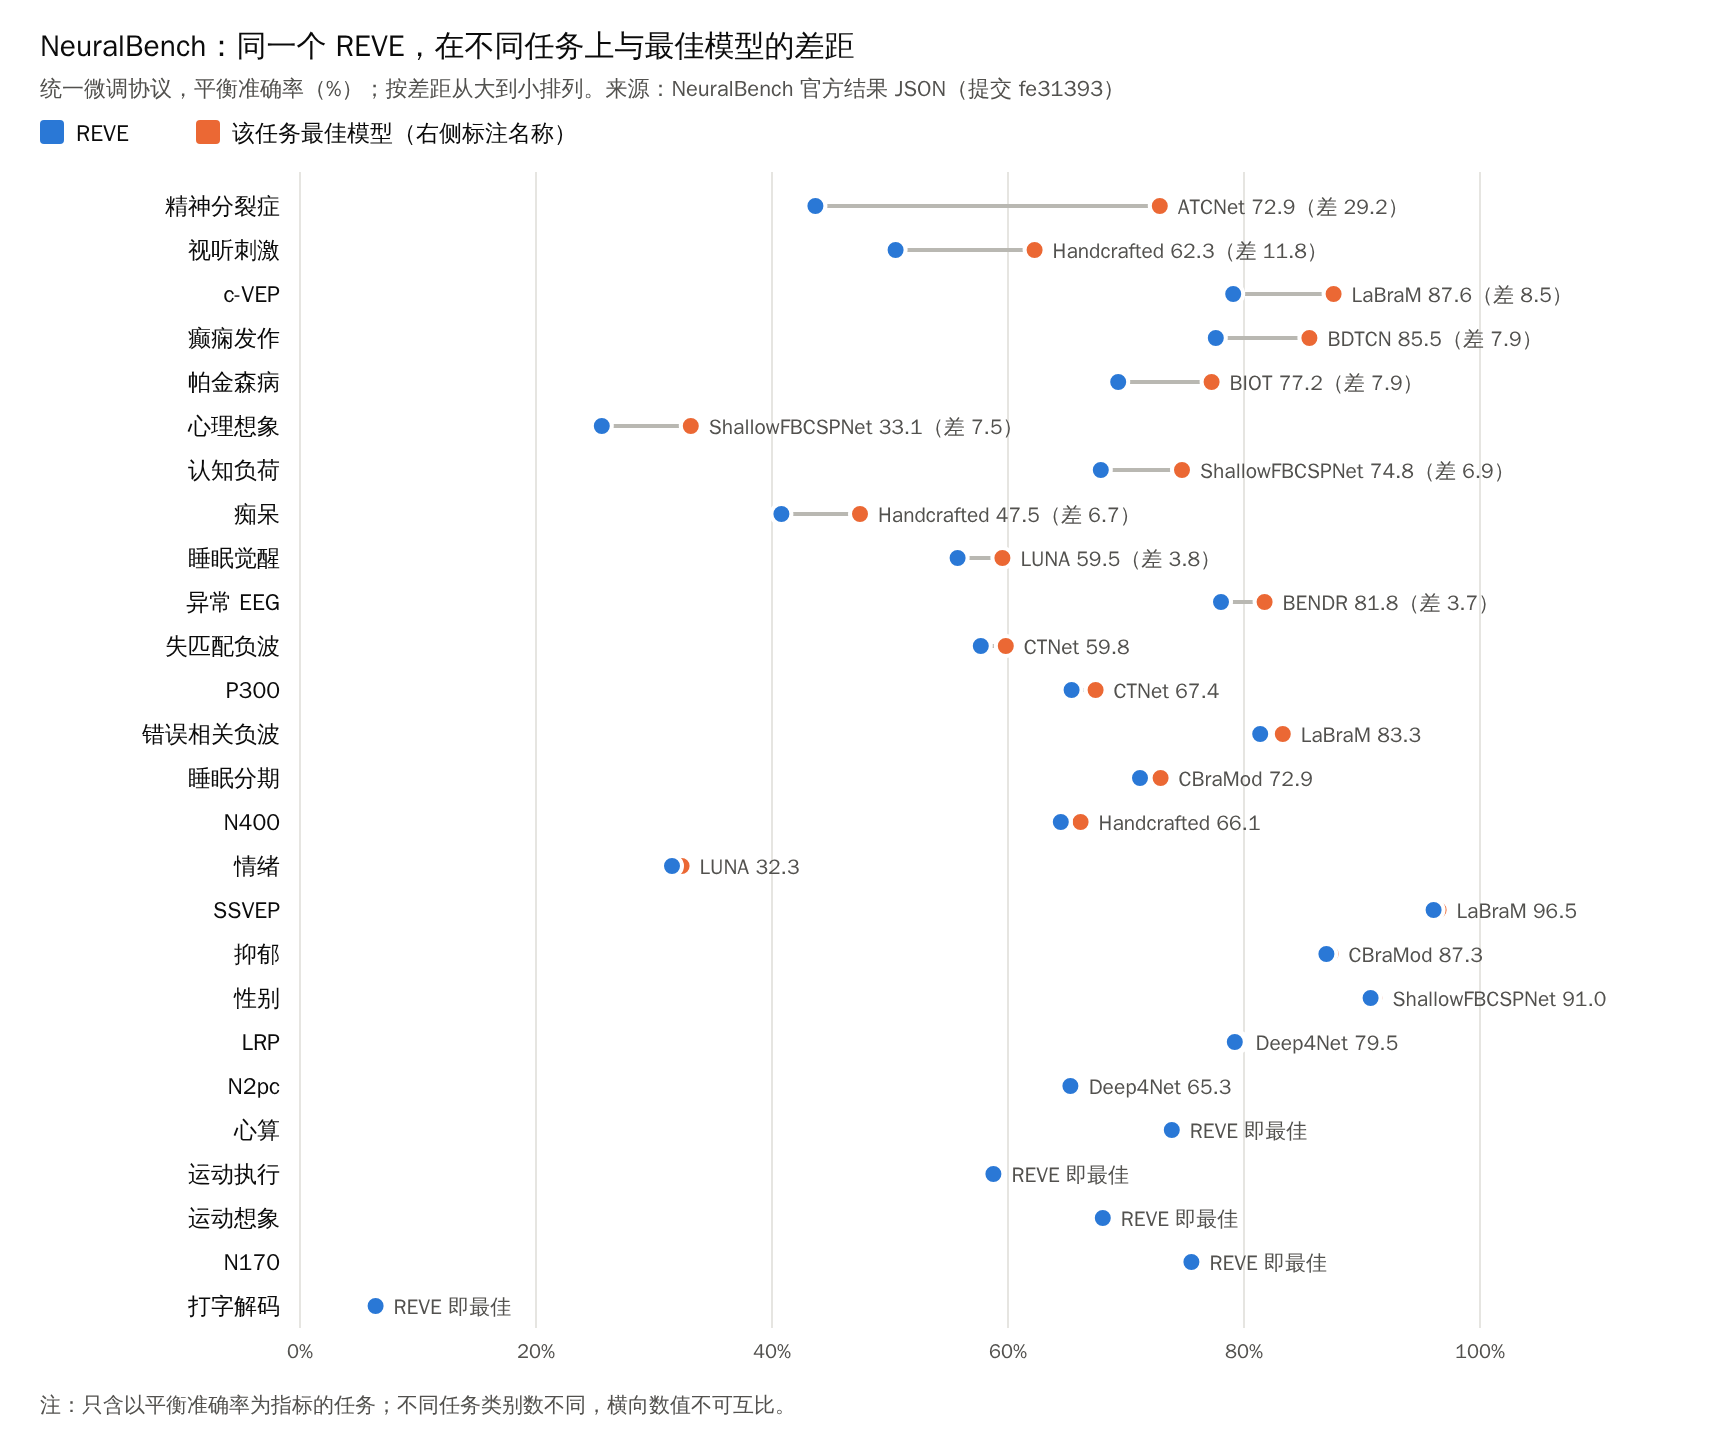 NeuralBench：同一个 REVE，在不同任务上与最佳模型的差距
统一微调协议，平衡准确率（%）；按差距从大到小排列。来源：NeuralBench 官方结果 JSON（提交 fe31393）
REVE 该任务最佳模型（右侧标注名称）
精神分裂症 ATCNet 72.9（差 29.2）
视听刺激 Handcrafted 62.3（差 11.8）
c-VEP LaBraM 87.6（差 8.5）
癫痫发作 BDTCN 85.5（差 7.9）
帕金森病 BIOT 77.2（差 7.9）
心理想象 ShallowFBCSPNet 33.1（差 7.5）
认知负荷 ShallowFBCSPNet 74.8（差 6.9）
痴呆 Handcrafted 47.5（差 6.7）
睡眠觉醒 LUNA 59.5（差 3.8）
异常 EEG BENDR 81.8（差 3.7）
失匹配负波 CTNet 59.8
P300 CTNet 67.4
错误相关负波 LaBraM 83.3
睡眠分期 CBraMod 72.9
N400 Handcrafted 66.1
情绪 LUNA 32.3
SSVEP LaBraM 96.5
抑郁 CBraMod 87.3
性别 ShallowFBCSPNet 91.0
LRP Deep4Net 79.5
N2pc Deep4Net 65.3
心算 REVE 即最佳
运动执行 REVE 即最佳
运动想象 REVE 即最佳
N170 REVE 即最佳
打字解码 REVE 即最佳
0% 20% 40% 60% 80% 100%
注：只含以平衡准确率为指标的任务；不同任务类别数不同，横向数值不可互比。